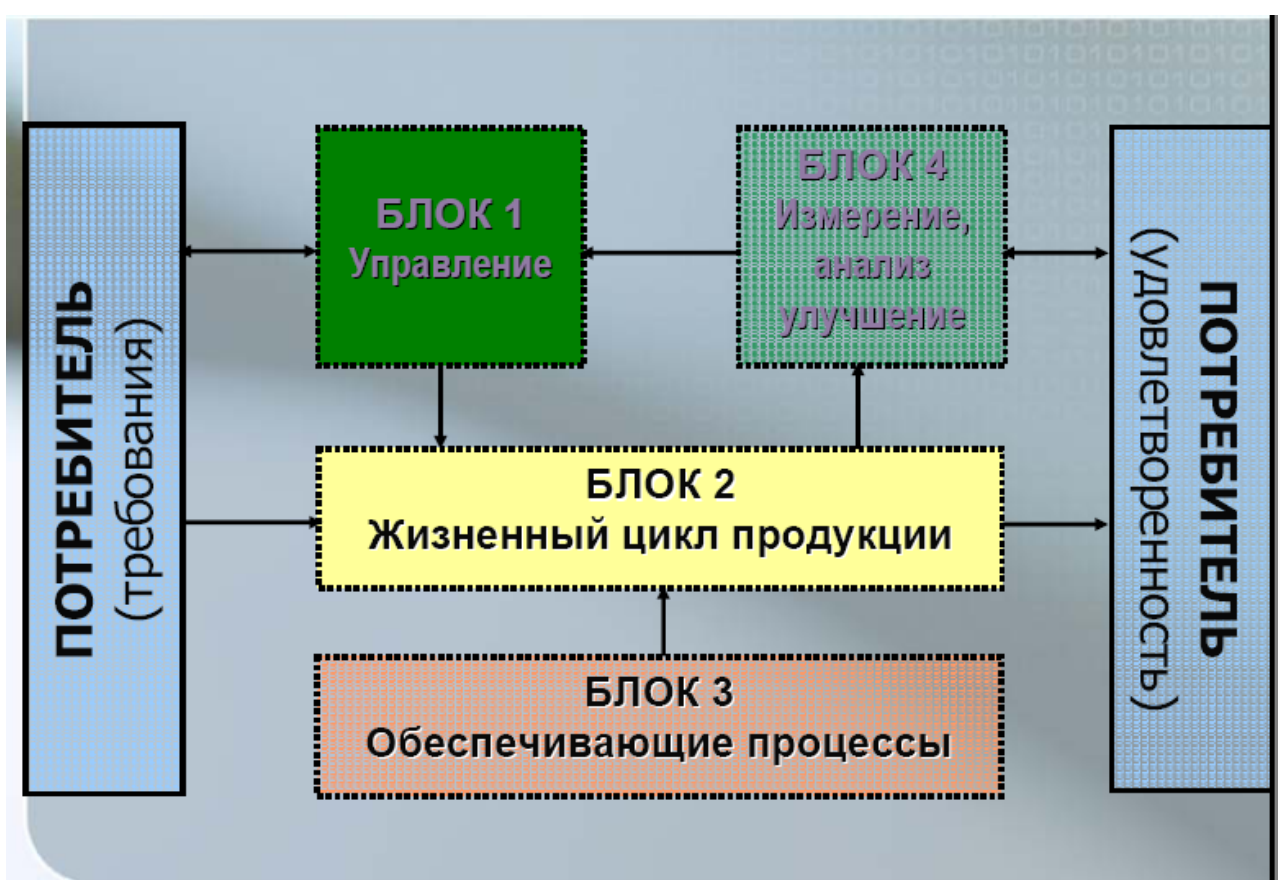 ПОТРЕБИТЕЛЬ
(требования)
БЛОК 1
Управление
БЛОК 4
Измерение,
анализ
улучшение
БЛОК 2
Жизненный цикл продукции
БЛОК 3
Обеспечивающие процессы
ПОТРЕБИТЕЛЬ
(удовлетворенность)